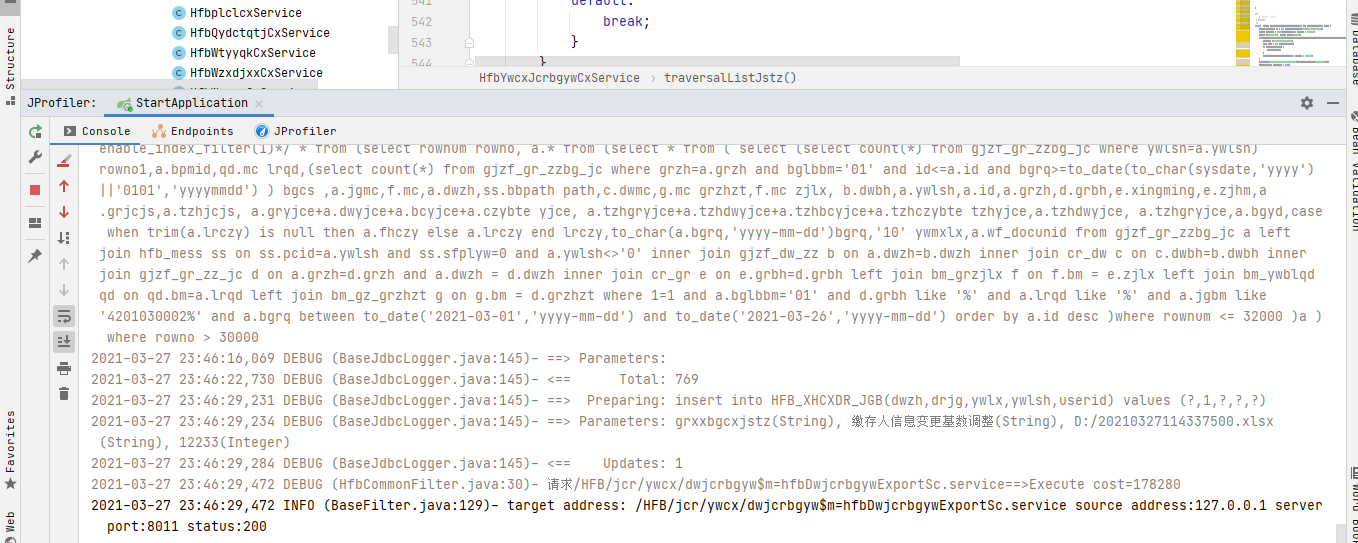 Structure
HfbplclcxService
HfbQydctqtjCxService
HfbWtyyqkCxService
HfbWzxdjxxCxService
541
default:
542
break;
543
}
544
}
HfbYwcxJcrbgywCxService › traversalListJstz()
Database
JProfiler:
StartApplication
Console
Endpoints
JProfiler
Bean Validation
enable_index_filter(1)*/ * from (select rownum rowno, a.* from (select * from ( select (select count(*) from gjzf_gr_zzbg_jc where ywlsh=a.ywlsh)
rowno1,a.bpmid,qd.mc lrqd,(select count(*) from gjzf_gr_zzbg_jc where grzh=a.grzh and bglbbm='01' and id<=a.id and bgrq>=to_date(to_char(sysdate,'yyyy')
||'0101','yyyymmdd') ) bgcs ,a.jgmc,f.mc,a.dwzh,ss.bbpath path,c.dwmc,g.mc grzhzt,f.mc zjlx, b.dwbh,a.ywlsh,a.id,a.grzh,d.grbh,e.xingming,e.zjhm,a
.grjcjs,a.tzhjcjs, a.gryjce+a.dwyjce+a.bcyjce+a.czybte yjce, a.tzhgryjce+a.tzhdwyjce+a.tzhbcyjce+a.tzhczybte tzhyjce,a.tzhdwyjce, a.tzhgryjce,a.bgyd,case
when trim(a.lrczy) is null then a.fhczy else a.lrczy end lrczy,to_char(a.bgrq,'yyyy-mm-dd')bgrq,'10' ywmxlx,a.wf_docunid from gjzf_gr_zzbg_jc a left
join hfb_mess ss on ss.pcid=a.ywlsh and ss.sfplyw=0 and a.ywlsh<>'0' inner join gjzf_dw_zz b on a.dwzh=b.dwzh inner join cr_dw c on c.dwbh=b.dwbh inner
join gjzf_gr_zz_jc d on a.grzh=d.grzh and a.dwzh = d.dwzh inner join cr_gr e on e.grbh=d.grbh left join bm_grzjlx f on f.bm = e.zjlx left join bm_ywblqd
qd on qd.bm=a.lrqd left join bm_gz_grzhzt g on g.bm = d.grzhzt where 1=1 and a.bglbbm='01' and d.grbh like '%' and a.lrqd like '%' and a.jgbm like
'4201030002%' and a.bgrq between to_date('2021-03-01','yyyy-mm-dd') and to_date('2021-03-26','yyyy-mm-dd') order by a.id desc )where rownum <= 32000 )a )
where rowno > 30000
2021-03-27 23:46:16,069 DEBUG (BaseJdbcLogger.java:145)- ==> Parameters:
2021-03-27 23:46:22,730 DEBUG (BaseJdbcLogger.java:145)- <==      Total: 769
2021-03-27 23:46:29,231 DEBUG (BaseJdbcLogger.java:145)- ==>  Preparing: insert into HFB_XHCXDR_JGB(dwzh,drjg,ywlx,ywlsh,userid) values (?,1,?,?,?)
2021-03-27 23:46:29,234 DEBUG (BaseJdbcLogger.java:145)- ==> Parameters: grxxbgcxjstz(String), 缴存人信息变更基数调整(String), D:/20210327114337500.xlsx
(String), 12233(Integer)
2021-03-27 23:46:29,284 DEBUG (BaseJdbcLogger.java:145)- <==    Updates: 1
2021-03-27 23:46:29,472 DEBUG (HfbCommonFilter.java:30)- 请求/HFB/jcr/ywcx/dwjcrbgyw$m=hfbDwjcrbgywExportSc.service==>Execute cost=178280
2021-03-27 23:46:29,472 INFO (BaseFilter.java:129)- target address: /HFB/jcr/ywcx/dwjcrbgyw$m=hfbDwjcrbgywExportSc.service source address:127.0.0.1 server
port:8011 status:200
Favorites
Web
Word Book